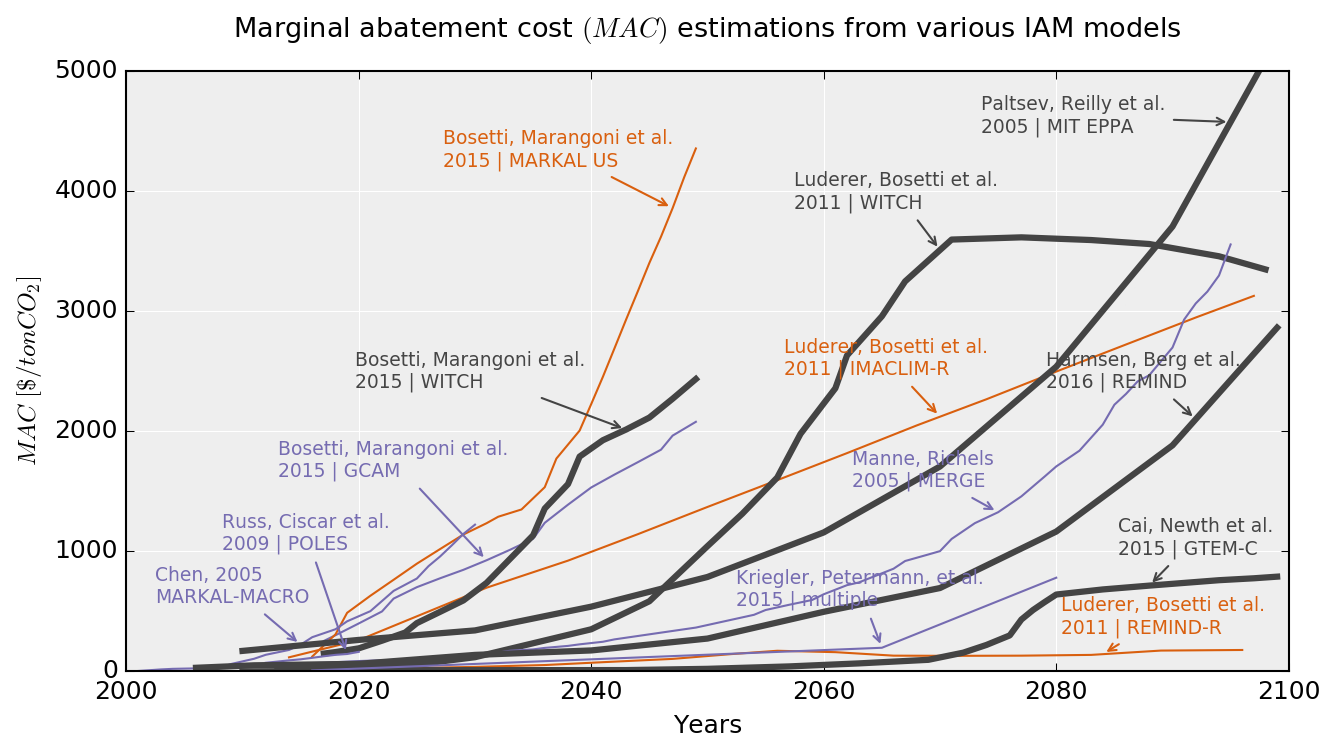 Marginal abatement cost (MAC) estimations from various IAM models
5000
4000
3000
2000
1000
0
MAC [$/tonCO₂]
Paltsev, Reilly et al.
2005 | MIT EPPA
Bosetti, Marangoni et al.
2015 | MARKAL US
Luderer, Bosetti et al.
2011 | WITCH
Luderer, Bosetti et al.
2011 | IMACLIM-R
Bosetti, Marangoni et al.
2015 | WITCH
Harmsen, Berg et al.
2016 | REMIND
Bosetti, Marangoni et al.
2015 | GCAM
Manne, Richels
2005 | MERGE
Russ, Ciscar et al.
2009 | POLES
Cai, Newth et al.
2015 | GTEM-C
Chen, 2005
MARKAL-MACRO
Kriegler, Petermann, et al.
2015 | multiple
Luderer, Bosetti et al.
2011 | REMIND-R
2000
2020
2040
2060
2080
2100
Years